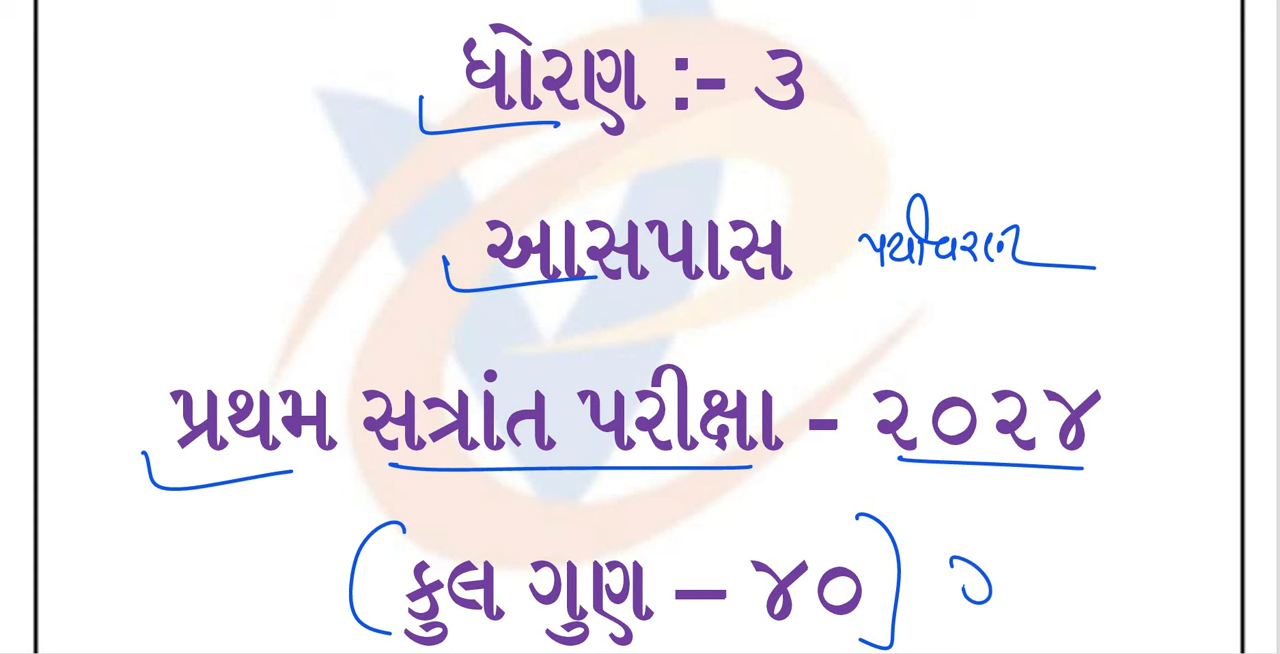 ધોરણ :- ૩
આસપાસ પર્યાવરણ
પ્રથમ સત્રાંત પરીક્ષા - ૨૦૨૪
કુલ ગુણ – ૪૦